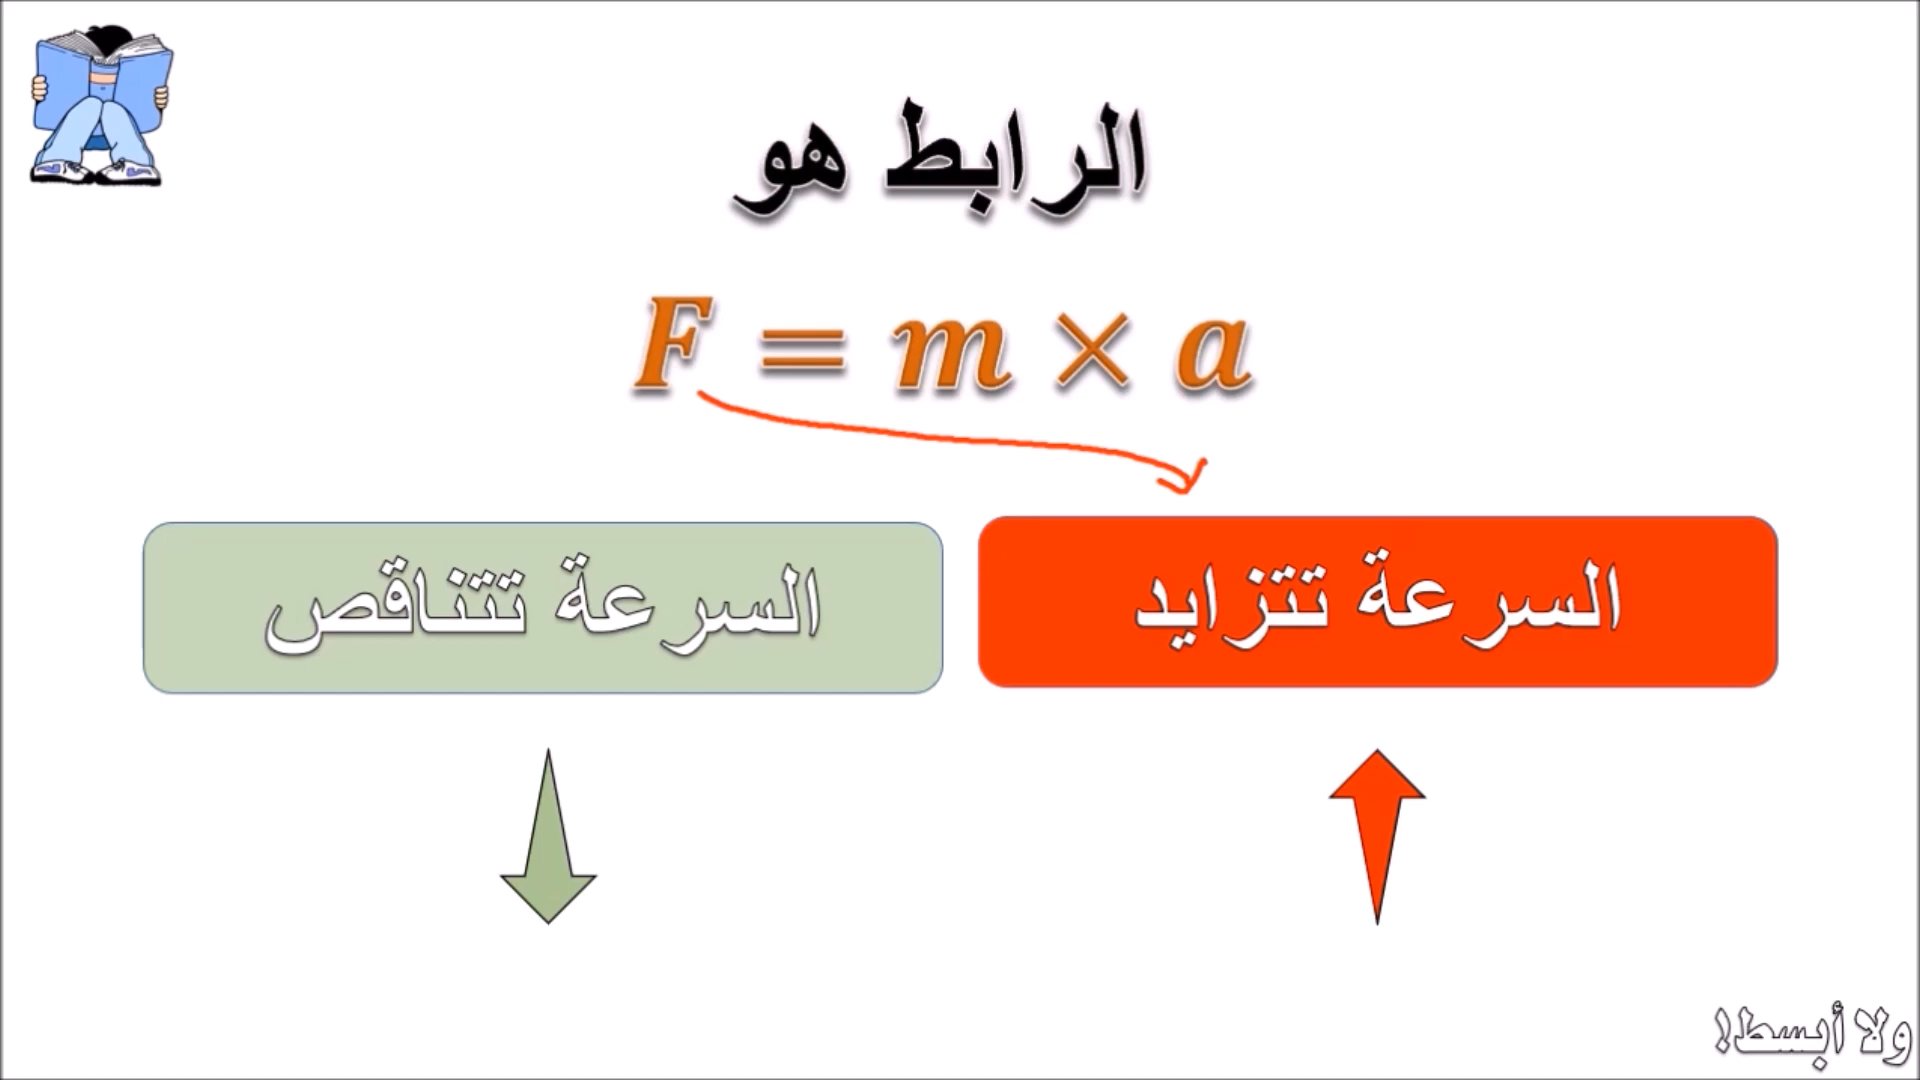 الرابط هو
F = m × a
السرعة تتزايد
السرعة تتناقص
ولا أبسط!